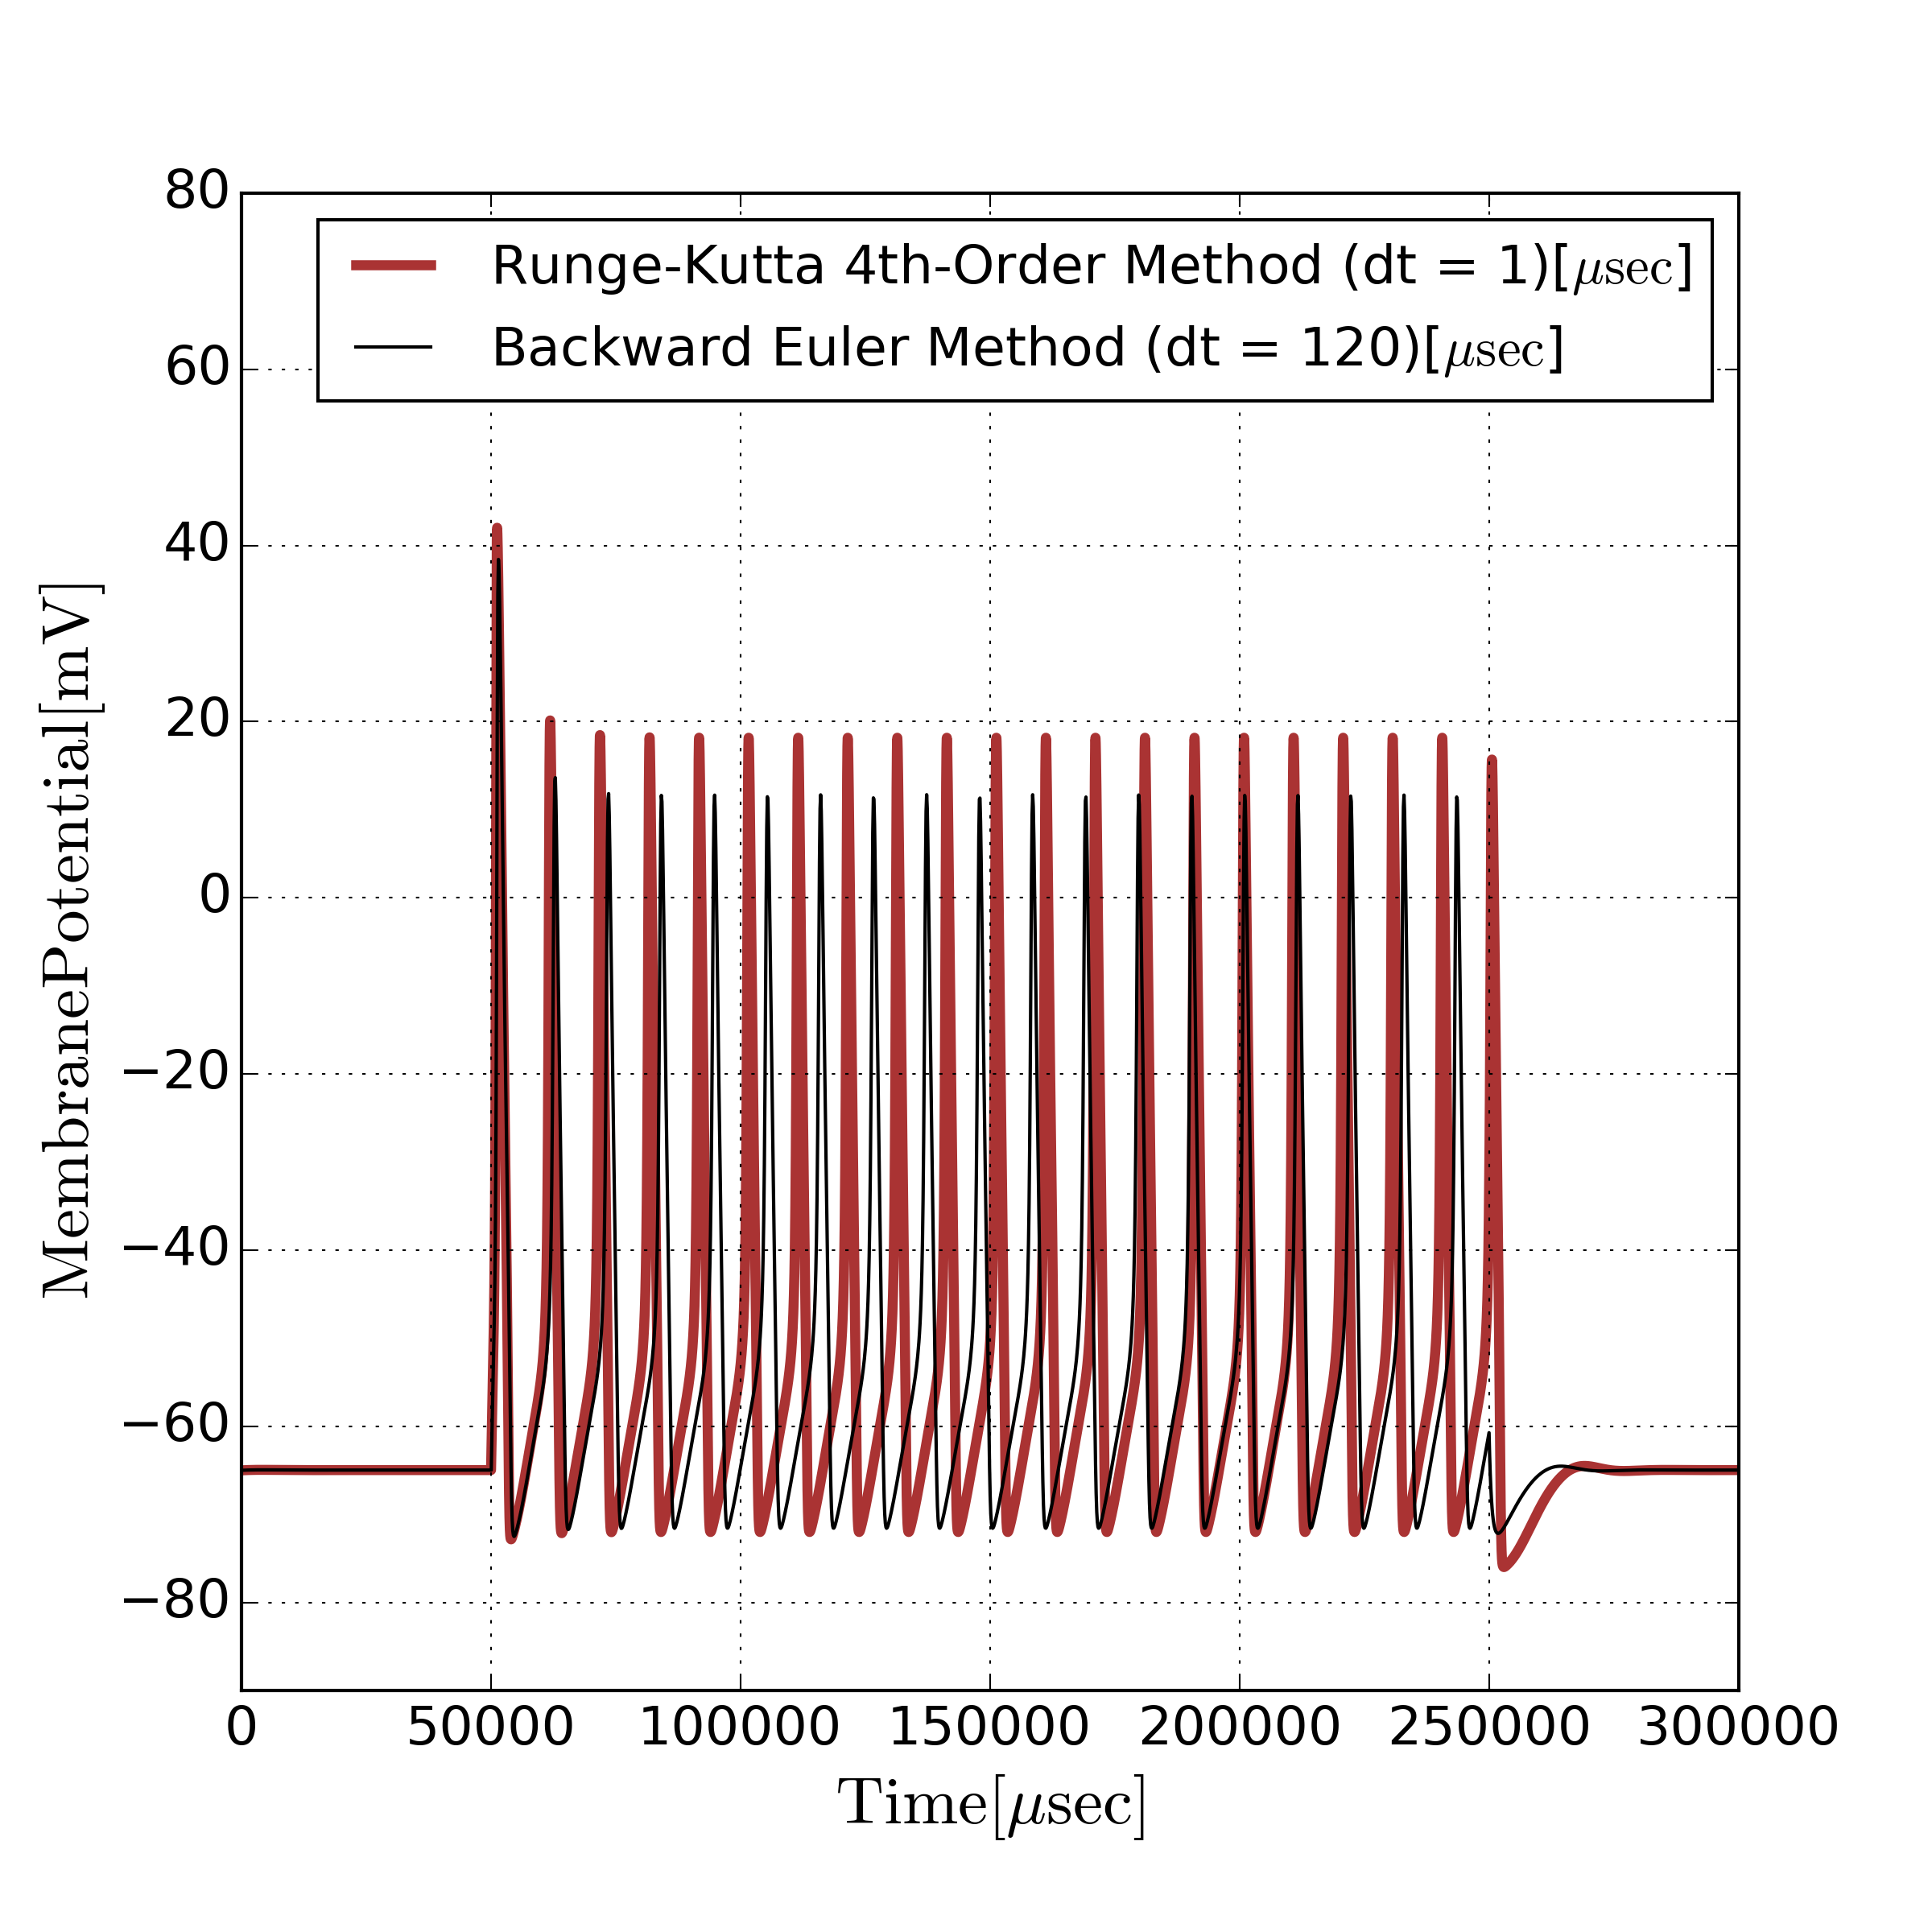 80
Runge-Kutta 4th-Order Method (dt = 1)[μsec]
Backward Euler Method (dt = 120)[μsec]
60
40
20
0
−20
−40
−60
−80
MembranePotential[mV]
0 50000 100000 150000 200000 250000 300000
Time[μsec]